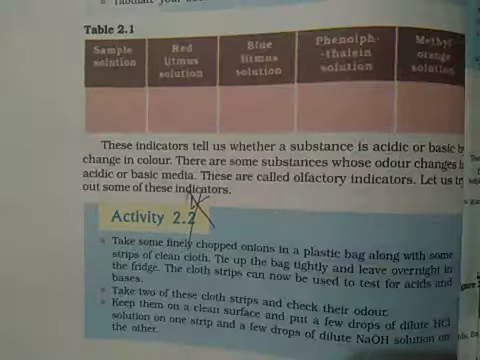 Table 2.1
Sample solution
Red litmus solution
Blue litmus solution
Phenolph--thalein solution
Methyl orange solution
These indicators tell us whether a substance is acidic or basic b
change in colour. There are some substances whose odour changes i
acidic or basic media. These are called olfactory indicators. Let us tr
out some of these indicators.
Activity 2.2
Take some finely chopped onions in a plastic bag along with some
strips of clean cloth. Tie up the bag tightly and leave overnight in
the fridge. The cloth strips can now be used to test for acids and
bases.
Take two of these cloth strips and check their odour.
Keep them on a clean surface and put a few drops of dilute HCl
solution on one strip and a few drops of dilute NaOH solution on
the other.